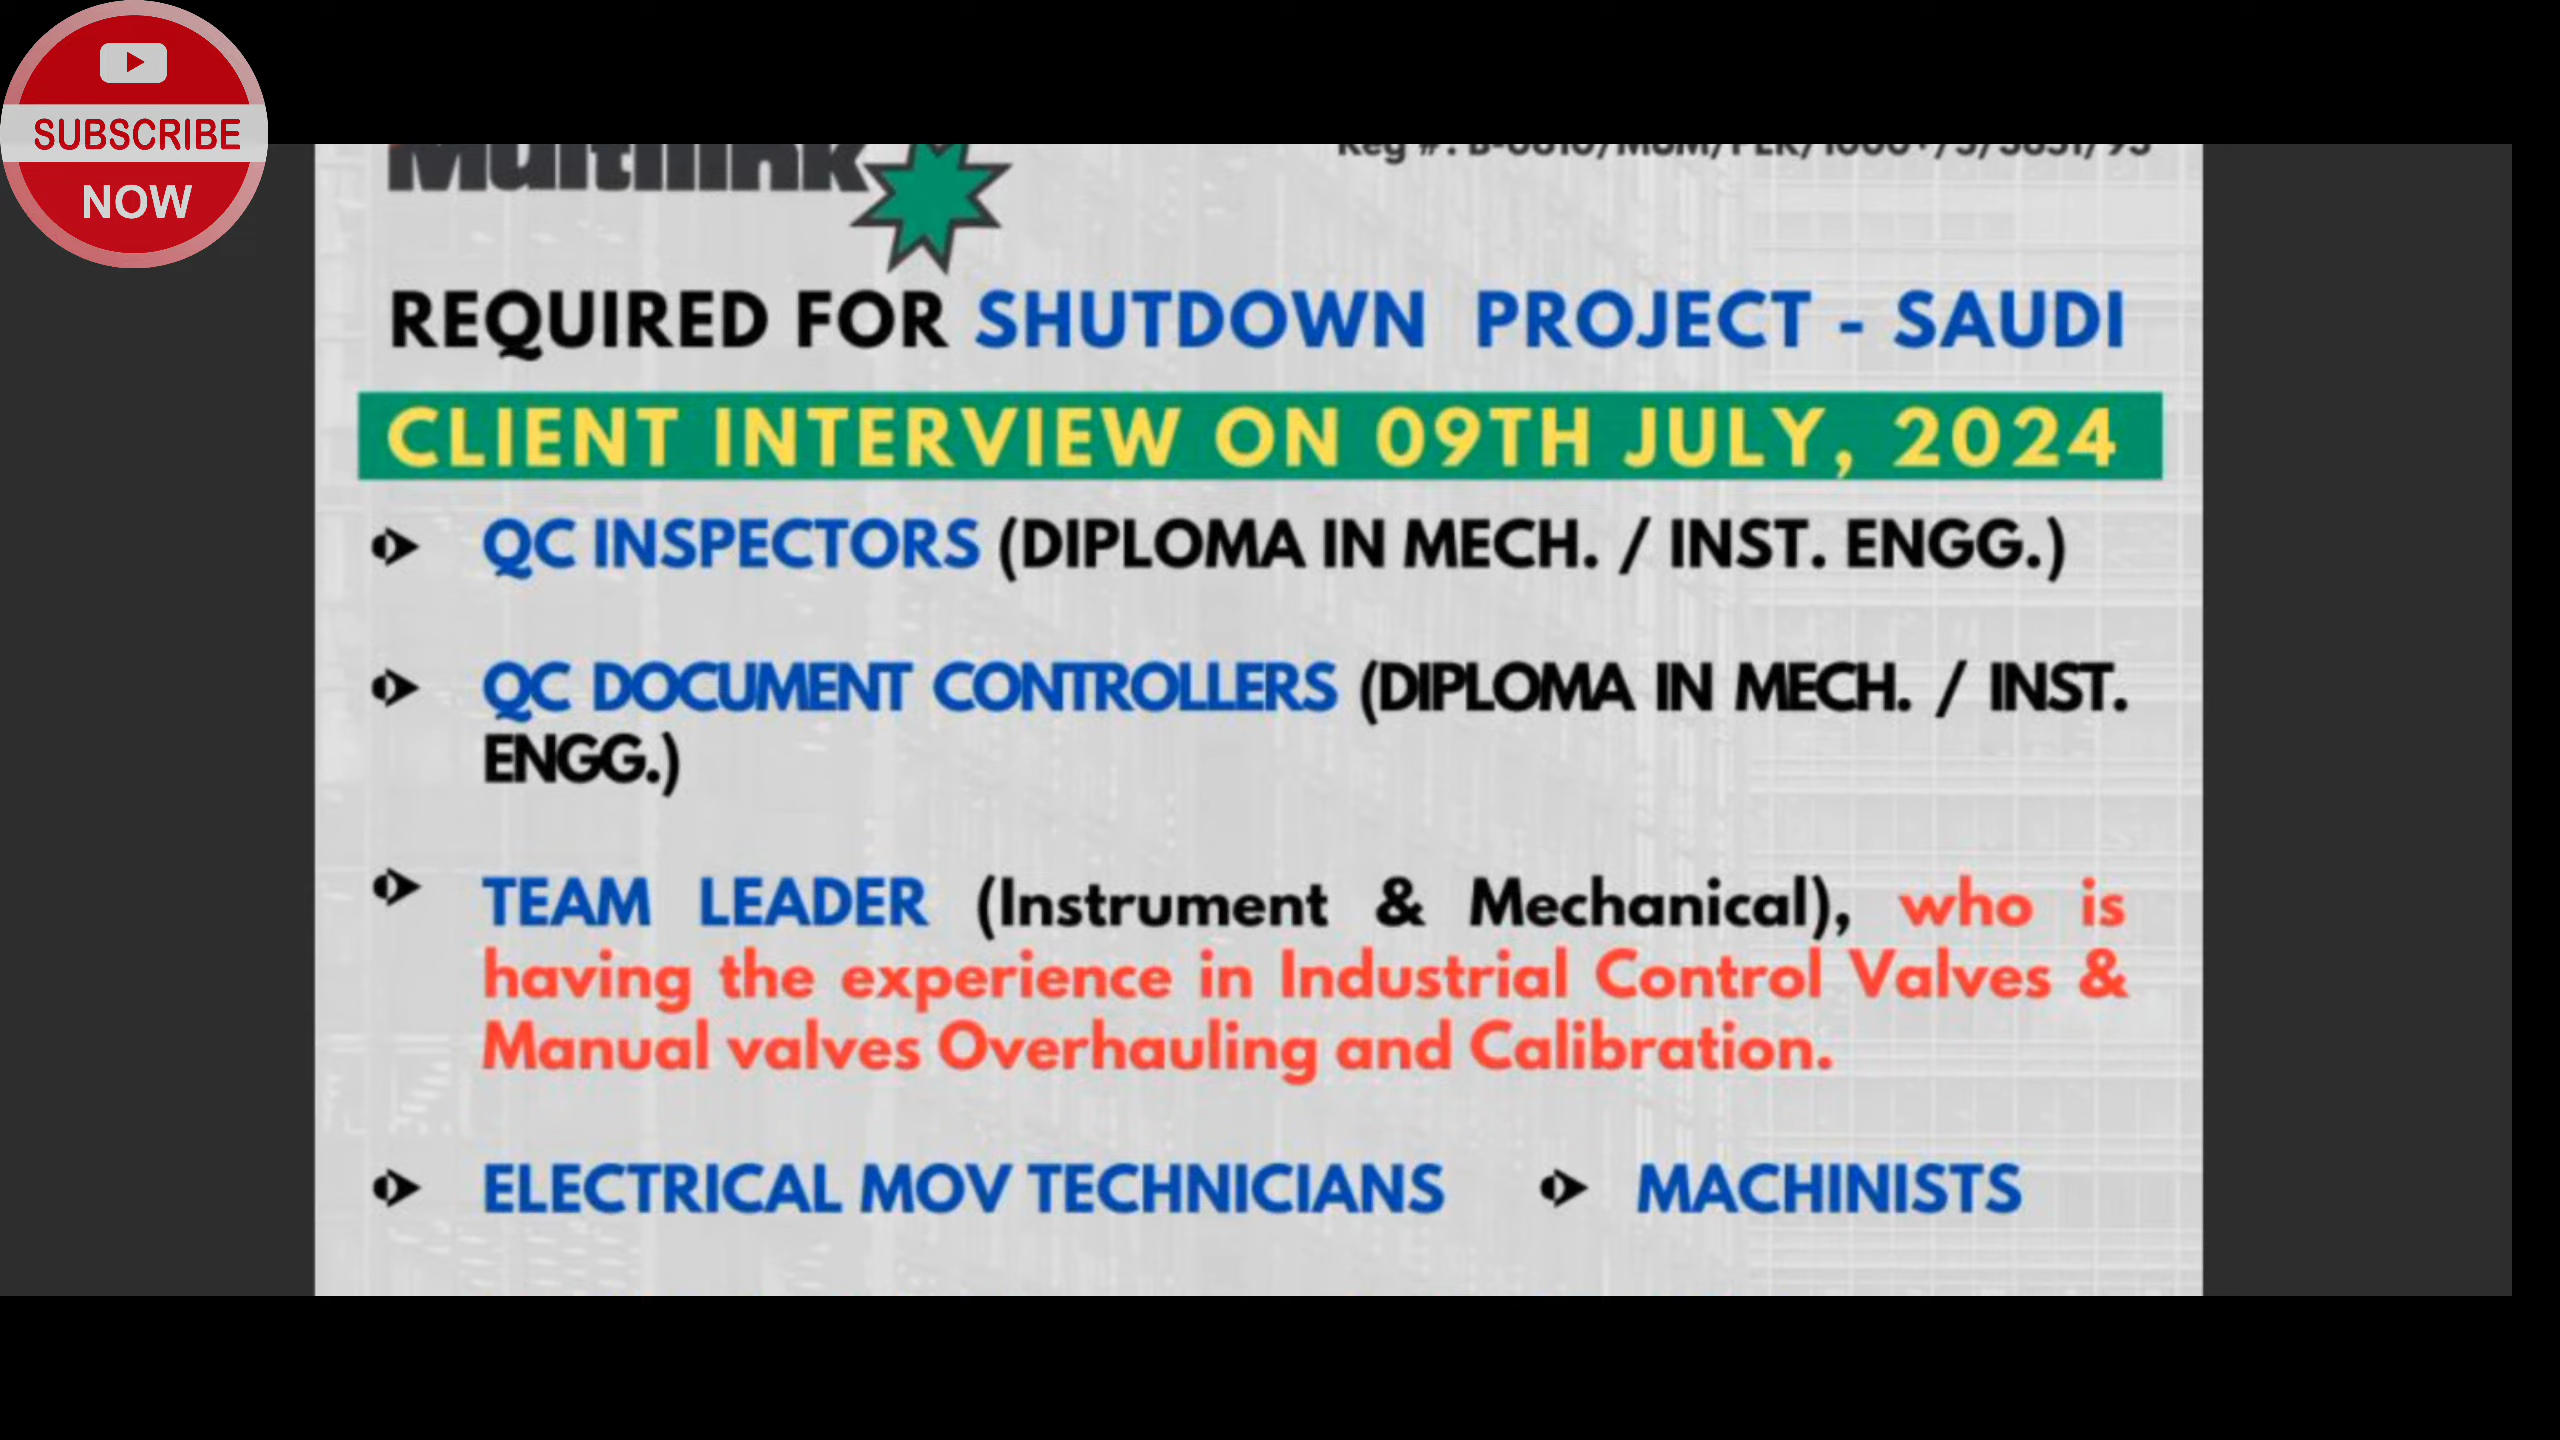 SUBSCRIBE
NOW
Multilink
REQUIRED FOR SHUTDOWN PROJECT - SAUDI
CLIENT INTERVIEW ON 09TH JULY, 2024
QC INSPECTORS (DIPLOMA IN MECH. / INST. ENGG.)
QC DOCUMENT CONTROLLERS (DIPLOMA IN MECH. / INST.
ENGG.)
TEAM LEADER (Instrument & Mechanical), who is
having the experience in Industrial Control Valves &
Manual valves Overhauling and Calibration.
ELECTRICAL MOV TECHNICIANS MACHINISTS